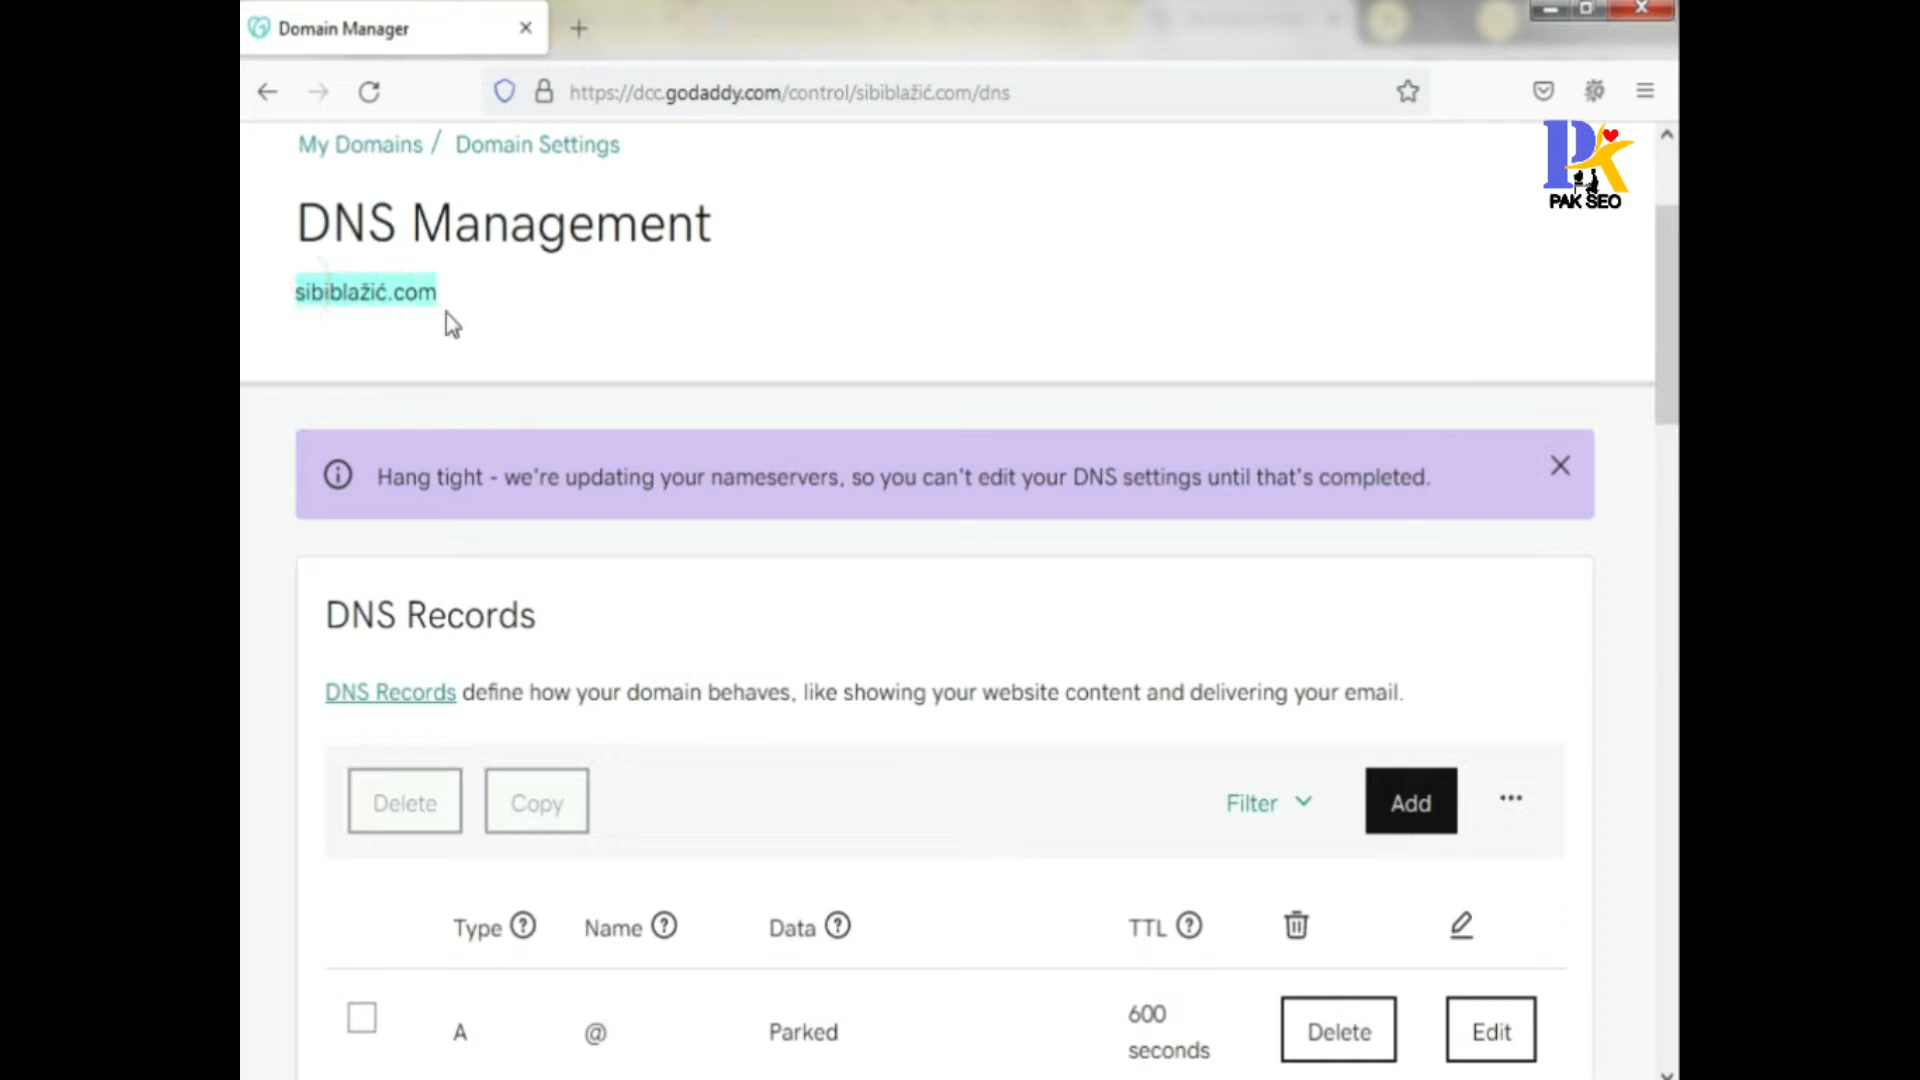 Domain Manager
https://dcc.godaddy.com/control/sibiblažić.com/dns
My Domains / Domain Settings
PK
PAK SEO
DNS Management
sibiblažić.com
Hang tight - we're updating your nameservers, so you can't edit your DNS settings until that's completed.
DNS Records
DNS Records define how your domain behaves, like showing your website content and delivering your email.
Delete Copy Filter Add
Type Name Data TTL
A @ Parked 600 seconds Delete Edit